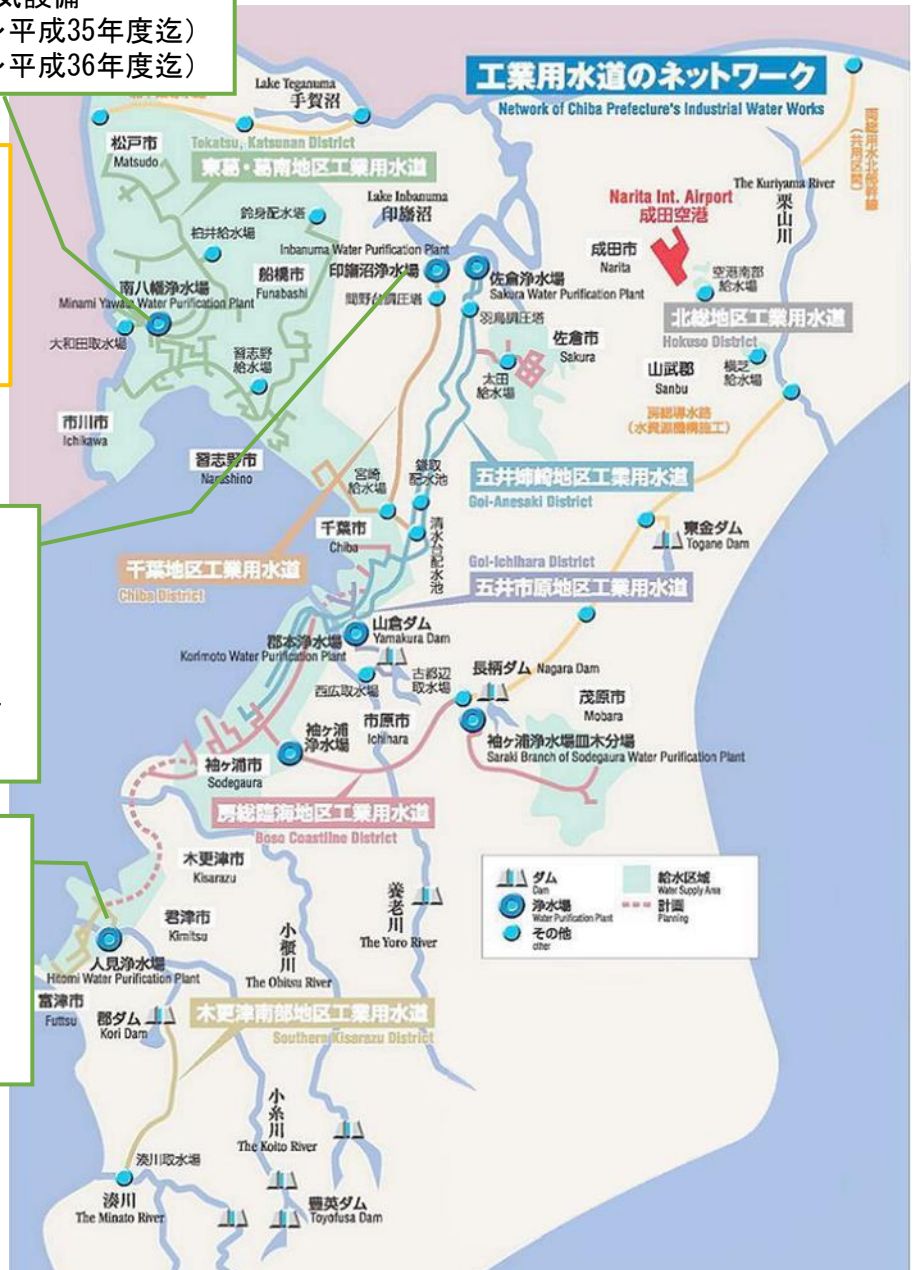 平成35年度迄）
平成36年度迄）
工業用水道のネットワーク
Network of Chiba Prefecture's Industrial Water Works
Lake Teganuma
手賀沼
松戸市
Matsudo
Tokatsu, Katsunan District
東葛・葛南地区工業用水道
両総用水北部幹線
（共用区間）
The Kuriyama River
栗山川
Narita Int. Airport
成田空港
成田市
Narita
空港南部
給水場
Lake Inbanuma
印旛沼
鈴身配水塔
柏井給水場
Inbanuma Water Purification Plant
印旛沼浄水場
船橋市
Funabashi
間野台調圧塔
佐倉浄水場
Sakura Water Purification Plant
羽鳥調圧塔
南八幡浄水場
Minami Yawata Water Purification Plant
大和田取水場
習志野
給水場
佐倉市
Sakura
太田
給水場
北総地区工業用水道
Hokuso District
山武郡
Sanbu
横芝
給水場
房総導水路
（水資源機構施工）
市川市
Ichikawa
習志野市
Narashino
宮崎
給水場
鎌取
配水池
五井姉崎地区工業用水道
Goi-Anesaki District
千葉市
Chiba
清水台配水池
東金ダム
Togane Dam
千葉地区工業用水道
Chiba District
Goi-Ichihara District
五井市原地区工業用水道
郡本浄水場
Korimoto Water Purification Plant
山倉ダム
Yamakura Dam
西広取水場
古都辺
取水場
長柄ダム Nagara Dam
茂原市
Mobara
市原市
Ichihara
袖ヶ浦
浄水場
袖ヶ浦浄水場皿木分場
Saraki Branch of Sodegaura Water Purification Plant
袖ヶ浦市
Sodegaura
房総臨海地区工業用水道
Boso Coastline District
木更津市
Kisarazu
君津市
Kimitsu
人見浄水場
Hitomi Water Purification Plant
小櫃川
The Obitsu River
養老川
The Yoro River
ダム
Dam
浄水場
Water Purification Plant
その他
other
給水区域
Water Supply Area
計画
Planning
富津市
Futtsu
郡ダム
Kori Dam
木更津南部地区工業用水道
Southern Kisarazu District
小糸川
The Koito River
湊川取水場
湊川
The Minato River
豊英ダム
Toyofusa Dam